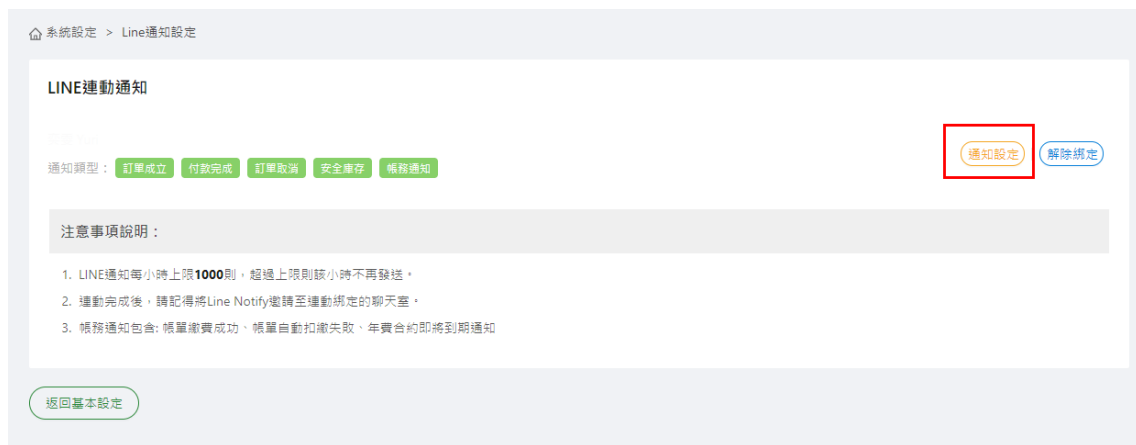 系統設定 > Line通知設定
LINE連動通知
通知類型： 訂單成立 付款完成 訂單取消 安全庫存 帳務通知
通知設定 解除綁定
注意事項說明：
1. LINE通知每小時上限1000則，超過上限則該小時不再發送。
2. 連動完成後，請記得將Line Notify邀請至連動綁定的聊天室。
3. 帳務通知包含: 帳單繳費成功、帳單自動扣繳失敗、年費合約即將到期通知
返回基本設定